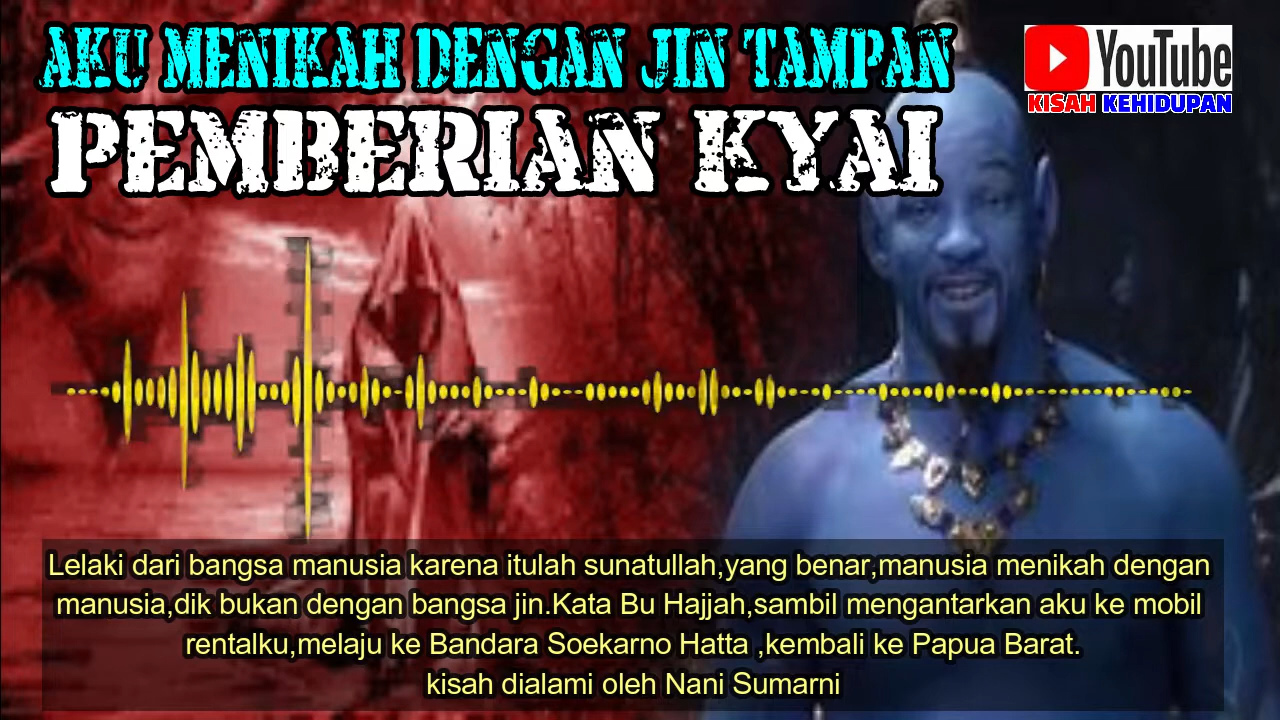 AKU MENIKAH DENGAN JIN TAMPAN
PEMBERIAN KYAI
YouTube
KISAH KEHIDUPAN
Lelaki dari bangsa manusia karena itulah sunatullah,yang benar,manusia menikah dengan
manusia,dik bukan dengan bangsa jin.Kata Bu Hajjah,sambil mengantarkan aku ke mobil
rentalku,melaju ke Bandara Soekarno Hatta ,kembali ke Papua Barat.
kisah dialami oleh Nani Sumarni